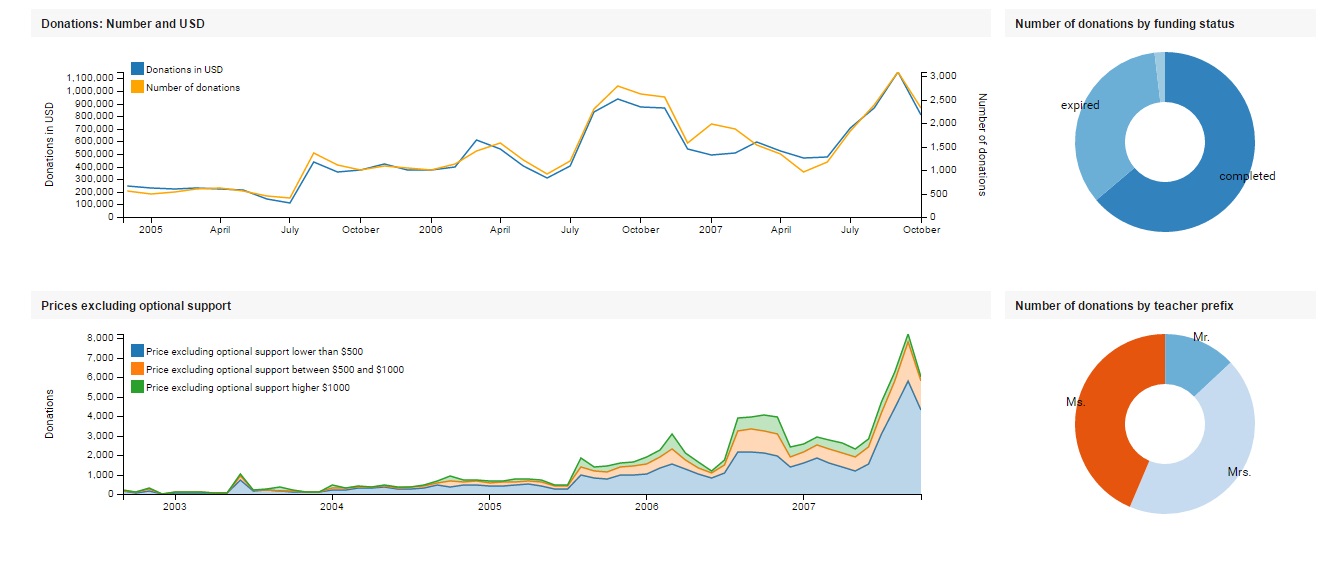 Donations: Number and USD
Donations in USD
Number of donations
1,100,000
1,000,000
900,000
800,000
700,000
600,000
500,000
400,000
300,000
200,000
100,000
0
Donations in USD
3,000
2,500
2,000
1,500
1,000
500
0
Number of donations
2005 April July October 2006 April July October 2007 April July October
Number of donations by funding status
expired
completed
Prices excluding optional support
Price excluding optional support lower than $500
Price excluding optional support between $500 and $1000
Price excluding optional support higher $1000
8,000
7,000
6,000
5,000
4,000
3,000
2,000
1,000
0
Donations
2003 2004 2005 2006 2007
Number of donations by teacher prefix
Mr.
Ms.
Mrs.